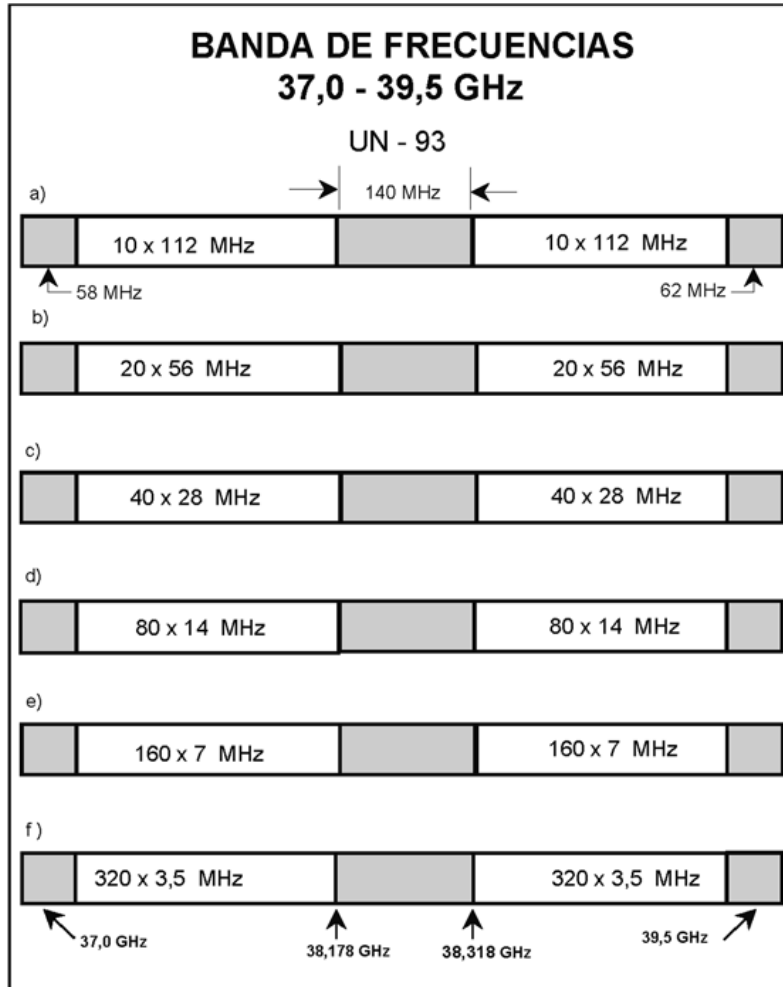 BANDA DE FRECUENCIAS
37,0 - 39,5 GHz
UN - 93
a)
140 MHz
10 x 112 MHz
10 x 112 MHz
58 MHz
62 MHz
b)
20 x 56 MHz
20 x 56 MHz
c)
40 x 28 MHz
40 x 28 MHz
d)
80 x 14 MHz
80 x 14 MHz
e)
160 x 7 MHz
160 x 7 MHz
f )
320 x 3,5 MHz
320 x 3,5 MHz
37,0 GHz
38,178 GHz
38,318 GHz
39,5 GHz